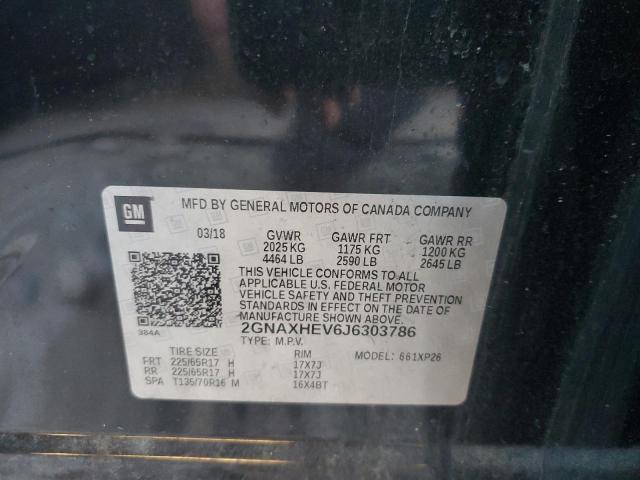 GM
MFD BY GENERAL MOTORS OF CANADA COMPANY
03/18 GVWR GAWR FRT GAWR RR
2025 KG 1175 KG 1200 KG
4464 LB 2590 LB 2645 LB
THIS VEHICLE CONFORMS TO ALL
APPLICABLE U.S. FEDERAL MOTOR
VEHICLE SAFETY AND THEFT PREVENTION
STANDARDS IN EFFECT ON THE DATE OF
MANUFACTURE SHOWN ABOVE.
384A 2GNAXHEV6J6303786
TYPE: M.P.V.
TIRE SIZE RIM MODEL: 661XP26
FRT 225/65R17 H 17X7J
RR 225/65R17 H 17X7J
SPA T135/70R16 M 16X4BT